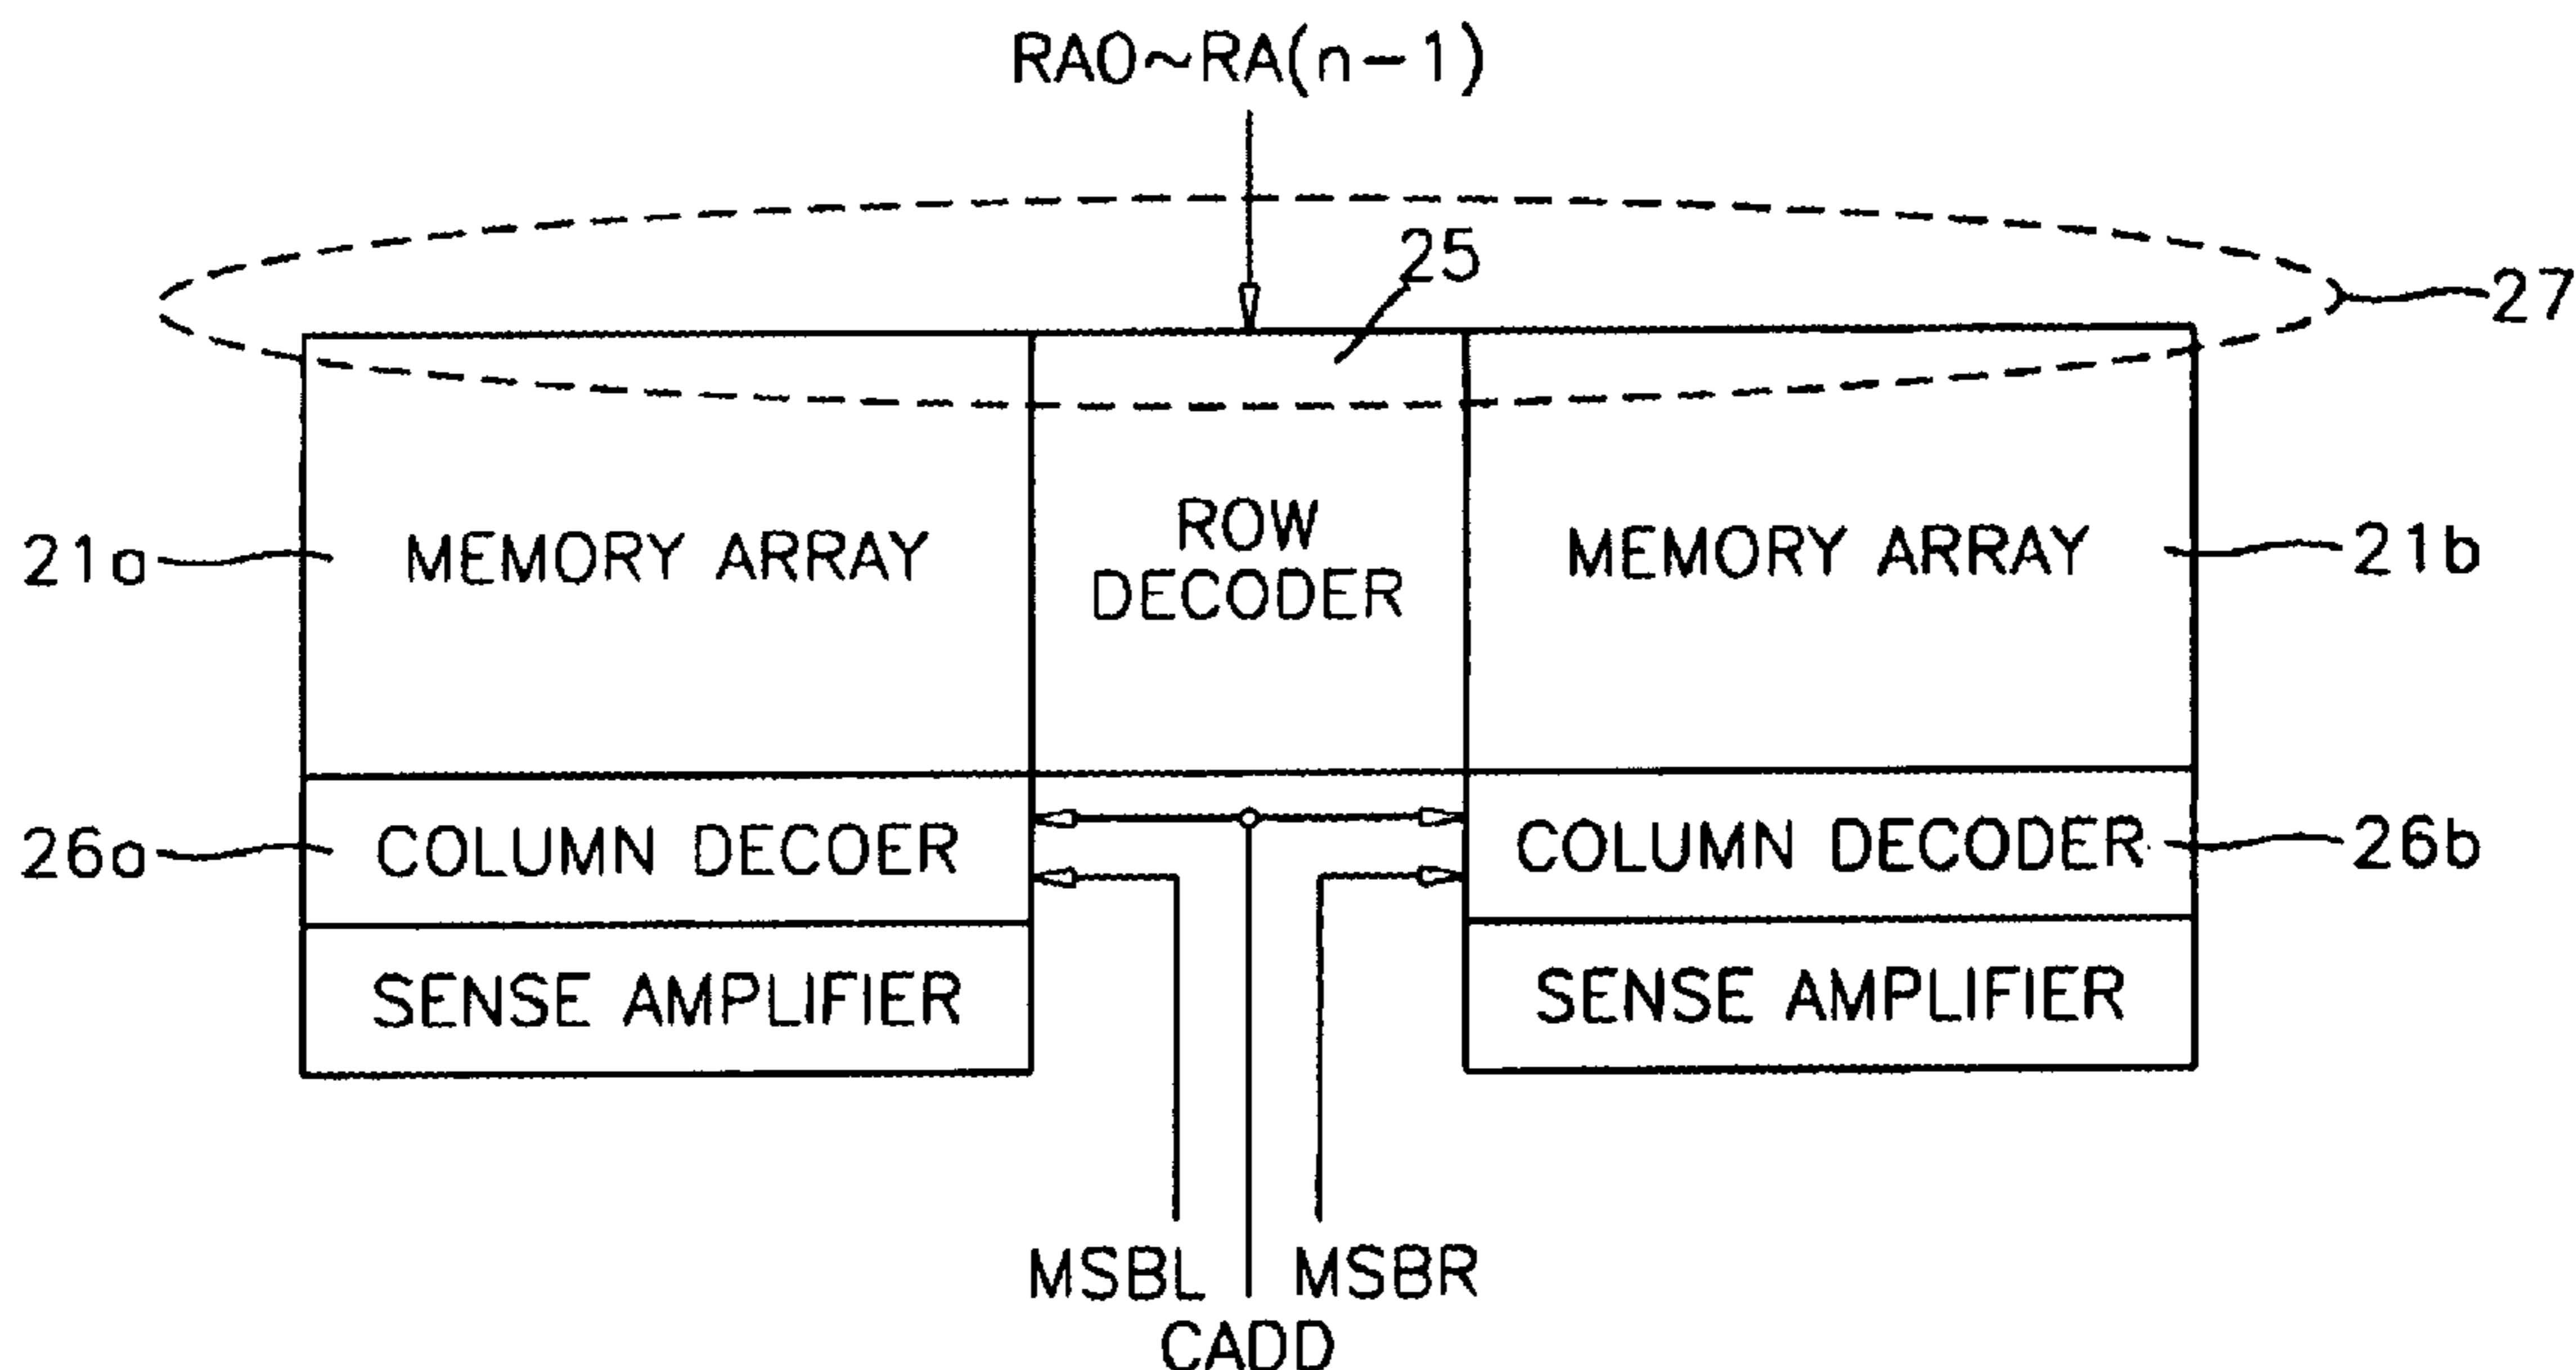 RA0~RA(n-1)
25
27
21a
MEMORY ARRAY
ROW
DECODER
MEMORY ARRAY
21b
26a
COLUMN DECOER
COLUMN DECODER
26b
SENSE AMPLIFIER
SENSE AMPLIFIER
MSBL
MSBR
CADD